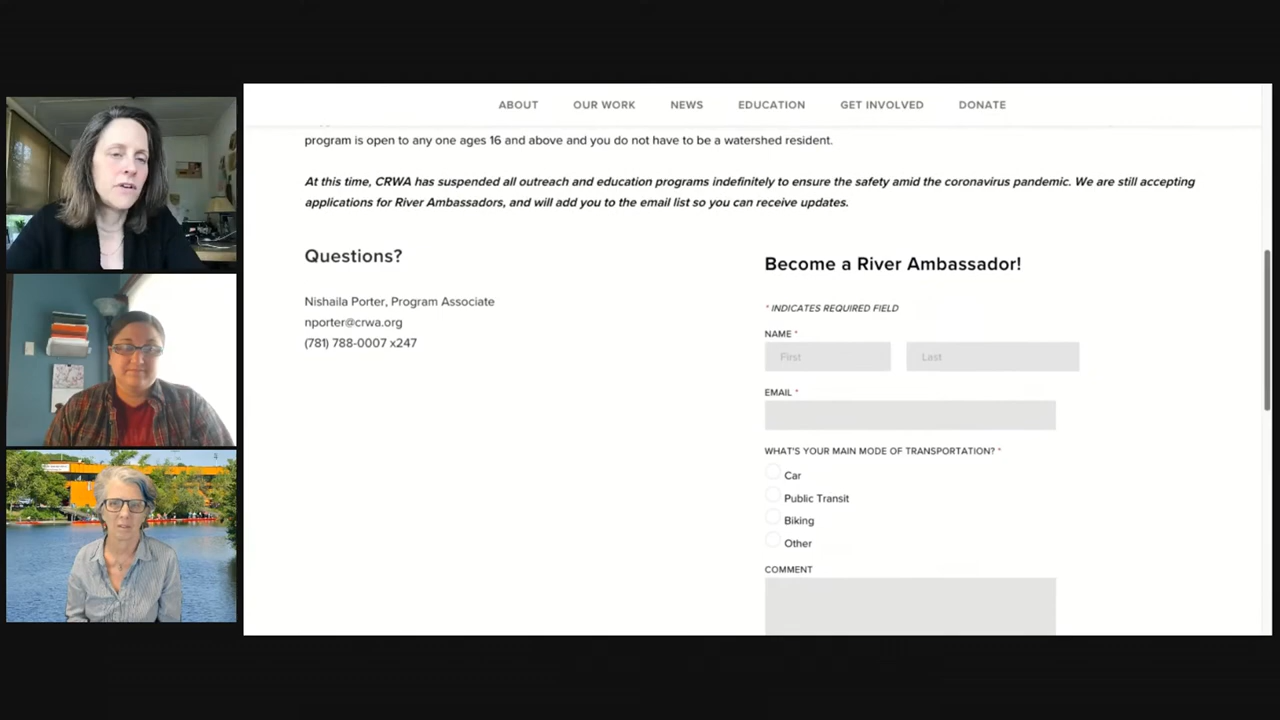 ABOUT OUR WORK NEWS EDUCATION GET INVOLVED DONATE
program is open to any one ages 16 and above and you do not have to be a watershed resident.
At this time, CRWA has suspended all outreach and education programs indefinitely to ensure the safety amid the coronavirus pandemic. We are still accepting
applications for River Ambassadors, and will add you to the email list so you can receive updates.
Questions?
Nishaila Porter, Program Associate
nporter@crwa.org
(781) 788-0007 x247
Become a River Ambassador!
* INDICATES REQUIRED FIELD
NAME *
First Last
EMAIL *
WHAT'S YOUR MAIN MODE OF TRANSPORTATION? *
Car
Public Transit
Biking
Other
COMMENT